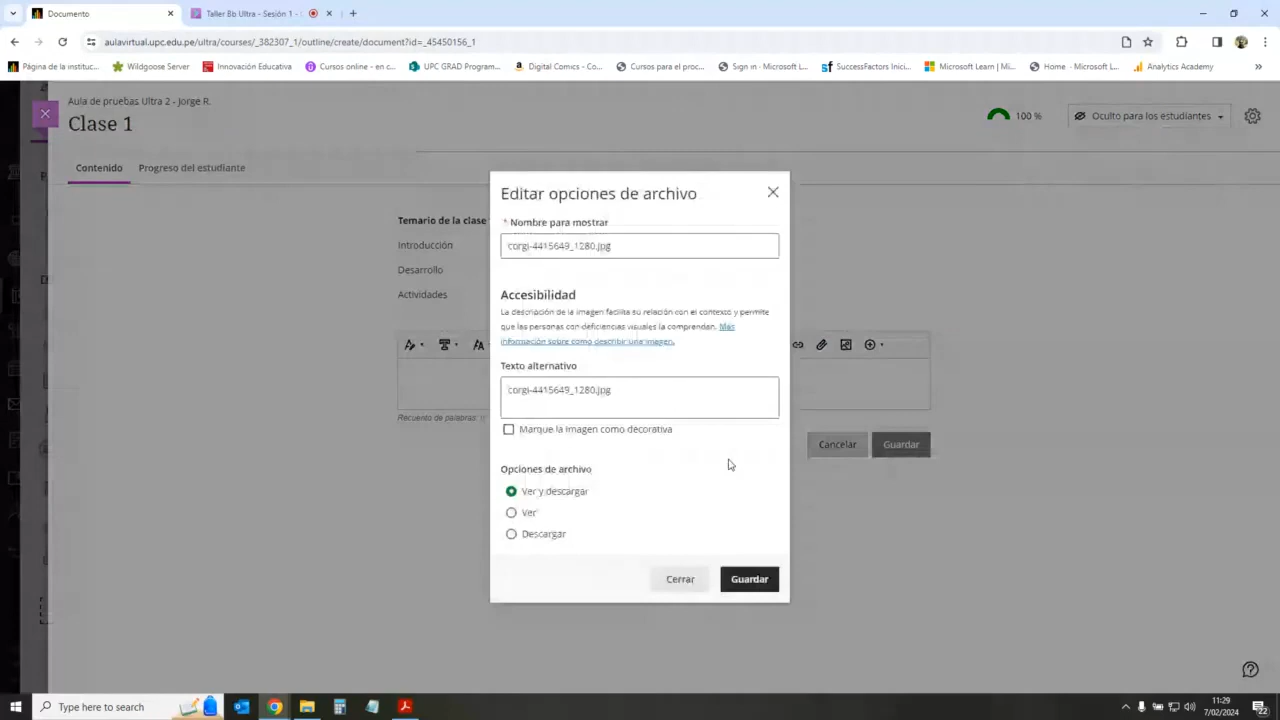 Documento
Taller Bb Ultra - Sesión 1 -
aulavirtual.upc.edu.pe/ultra/courses/_382307_1/outline/create/document?id=_45450156_1
Página de la instituc...
Wildgoose Server
Innovación Educativa
Cursos online - en c...
UPC GRAD Program...
Digital Comics - Co...
Cursos para el proc...
Sign in · Microsoft L...
SuccessFactors Inici...
Microsoft Learn | Mi...
Home · Microsoft L...
Analytics Academy
»
Aula de pruebas Ultra 2 - Jorge R.
Clase 1
100 %
Oculto para los estudiantes
Contenido
Progreso del estudiante
Temario de la clase
Introducción
Desarrollo
Actividades
Recuento de palabras:
Cancelar
Guardar
Editar opciones de archivo
* Nombre para mostrar
corgi-4415649_1280.jpg
Accesibilidad
La descripción de la imagen facilita su relación con el contexto y permite
que las personas con deficiencias visuales la comprendan. Más
información sobre cómo describir una imagen.
Texto alternativo
corgi-4415649_1280.jpg
Marque la imagen como decorativa
Opciones de archivo
Ver y descargar
Ver
Descargar
Cerrar
Guardar
Type here to search
11:29
7/02/2024
22